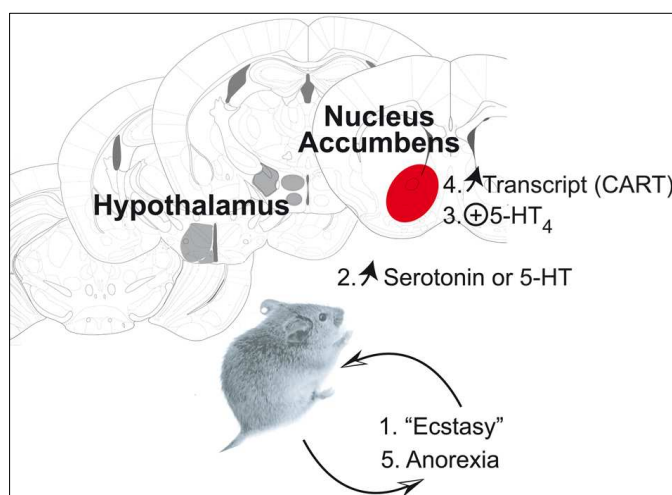 Nucleus
Accumbens
Hypothalamus
4. Transcript (CART)
3. ⊕ 5-HT₄
2. Serotonin or 5-HT
1. “Ecstasy”
5. Anorexia